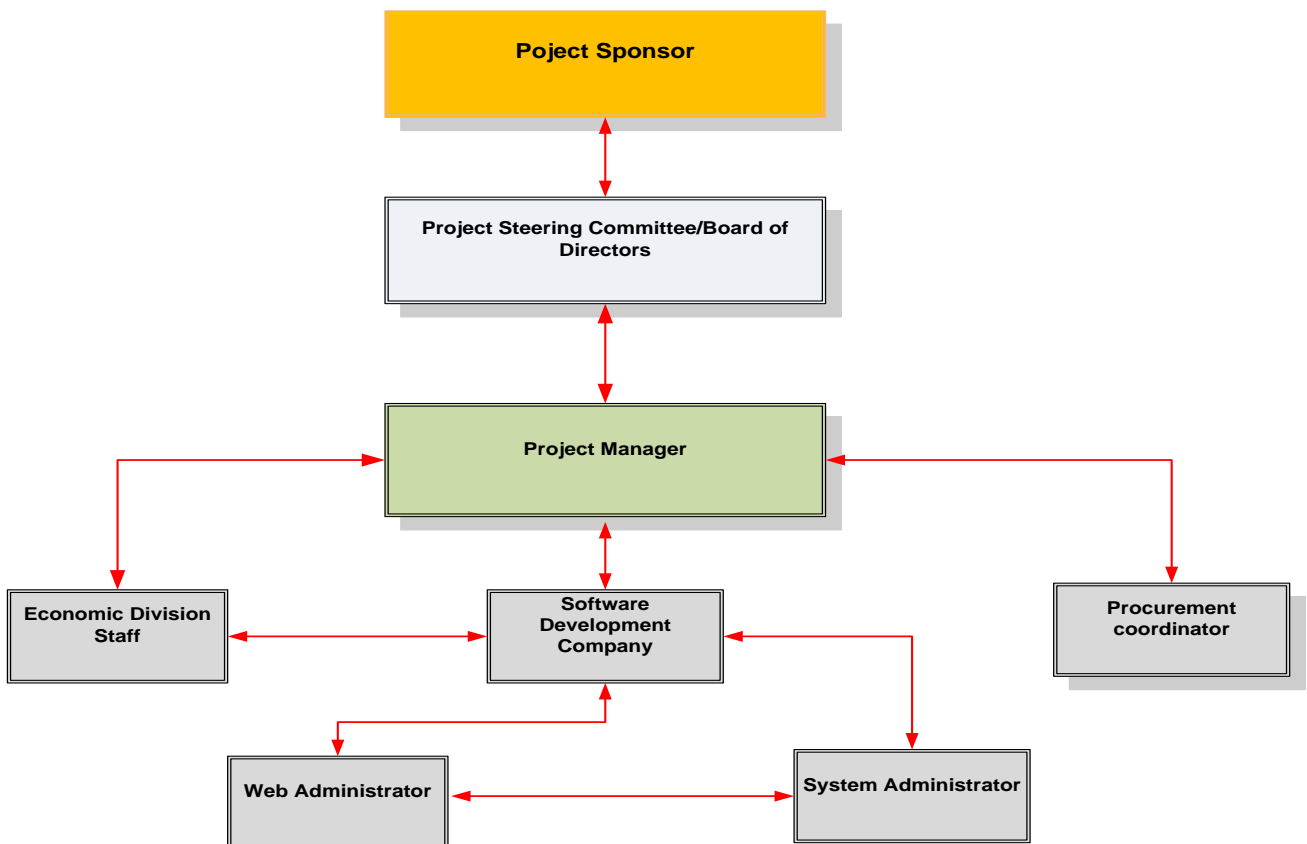 Poject Sponsor
Project Steering Committee/Board of
Directors
Project Manager
Economic Division
Staff
Software
Development
Company
Procurement
coordinator
Web Administrator
System Administrator